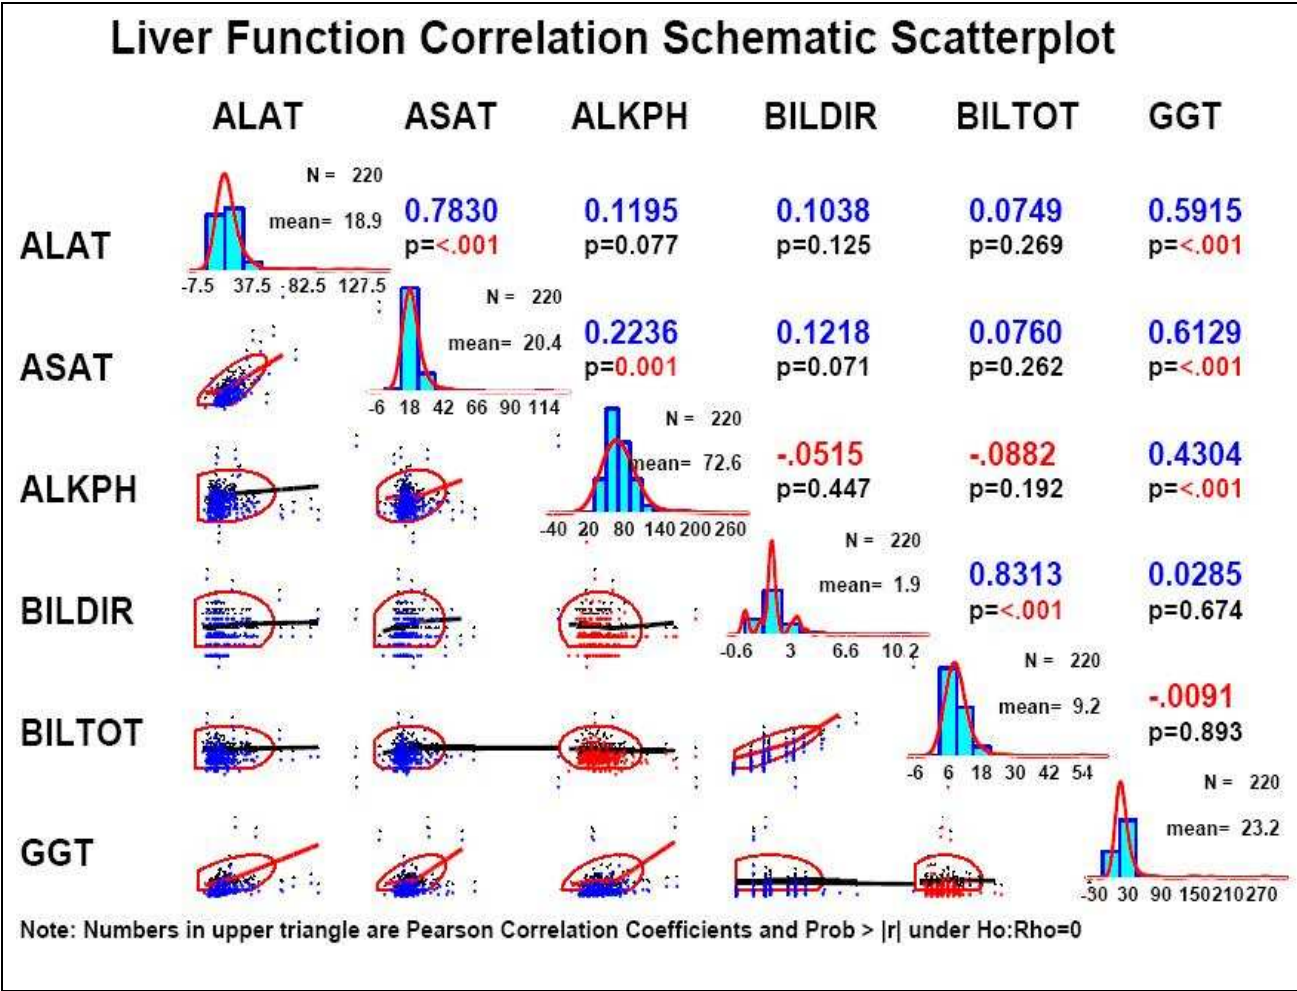 Liver Function Correlation Schematic Scatterplot
ALAT ASAT ALKPH BILDIR BILTOT GGT
N = 220
mean= 18.9
ALAT
0.7830 0.1195 0.1038 0.0749 0.5915
p=<.001 p=0.077 p=0.125 p=0.269 p=<.001
-7.5 37.5 82.5 127.5
N = 220
mean= 20.4
ASAT
0.2236 0.1218 0.0760 0.6129
p=0.001 p=0.071 p=0.262 p=<.001
-6 18 42 66 90 114
N = 220
mean= 72.6
ALKPH
-.0515 -.0882 0.4304
p=0.447 p=0.192 p=<.001
-40 20 80 140 200 260
N = 220
mean= 1.9
BILDIR
0.8313 0.0285
p=<.001 p=0.674
-0.6 3 6.6 10.2
N = 220
mean= 9.2
BILTOT
-.0091
p=0.893
-6 6 18 30 42 54
N = 220
mean= 23.2
GGT
-30 30 90 150 210 270
Note: Numbers in upper triangle are Pearson Correlation Coefficients and Prob > |r| under Ho:Rho=0